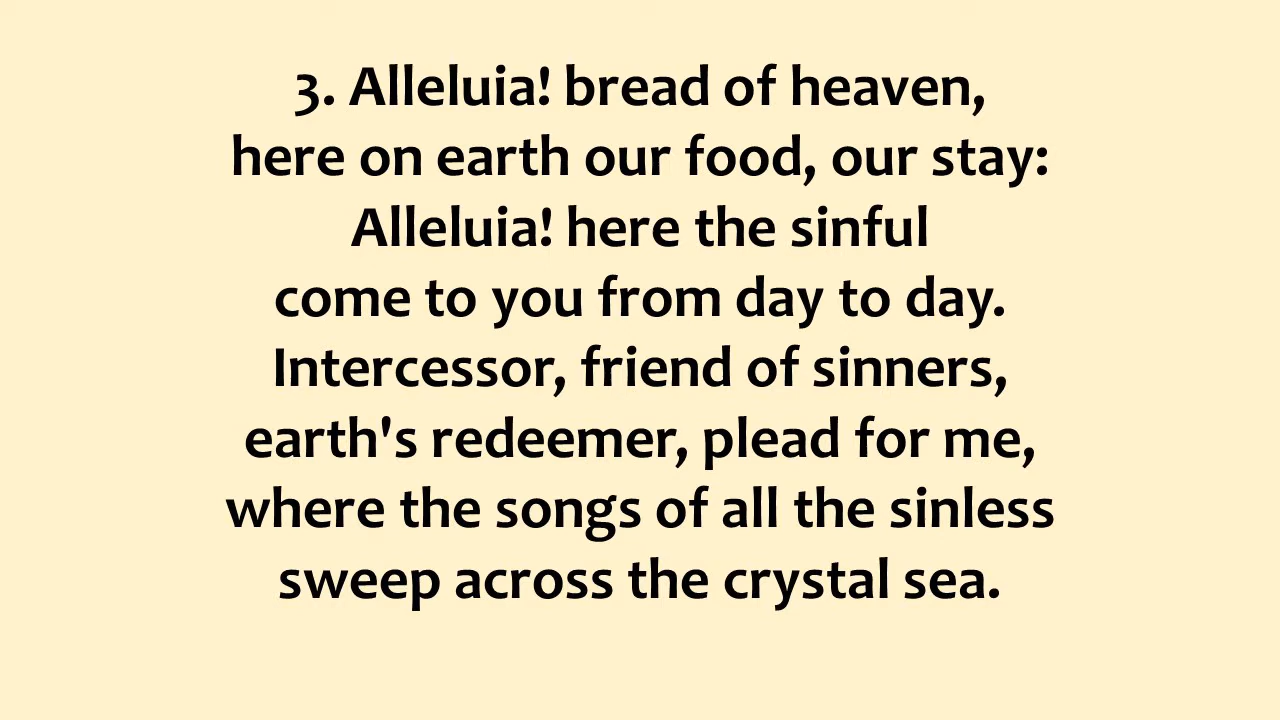 3. Alleluia! bread of heaven,
here on earth our food, our stay:
Alleluia! here the sinful
come to you from day to day.
Intercessor, friend of sinners,
earth's redeemer, plead for me,
where the songs of all the sinless
sweep across the crystal sea.